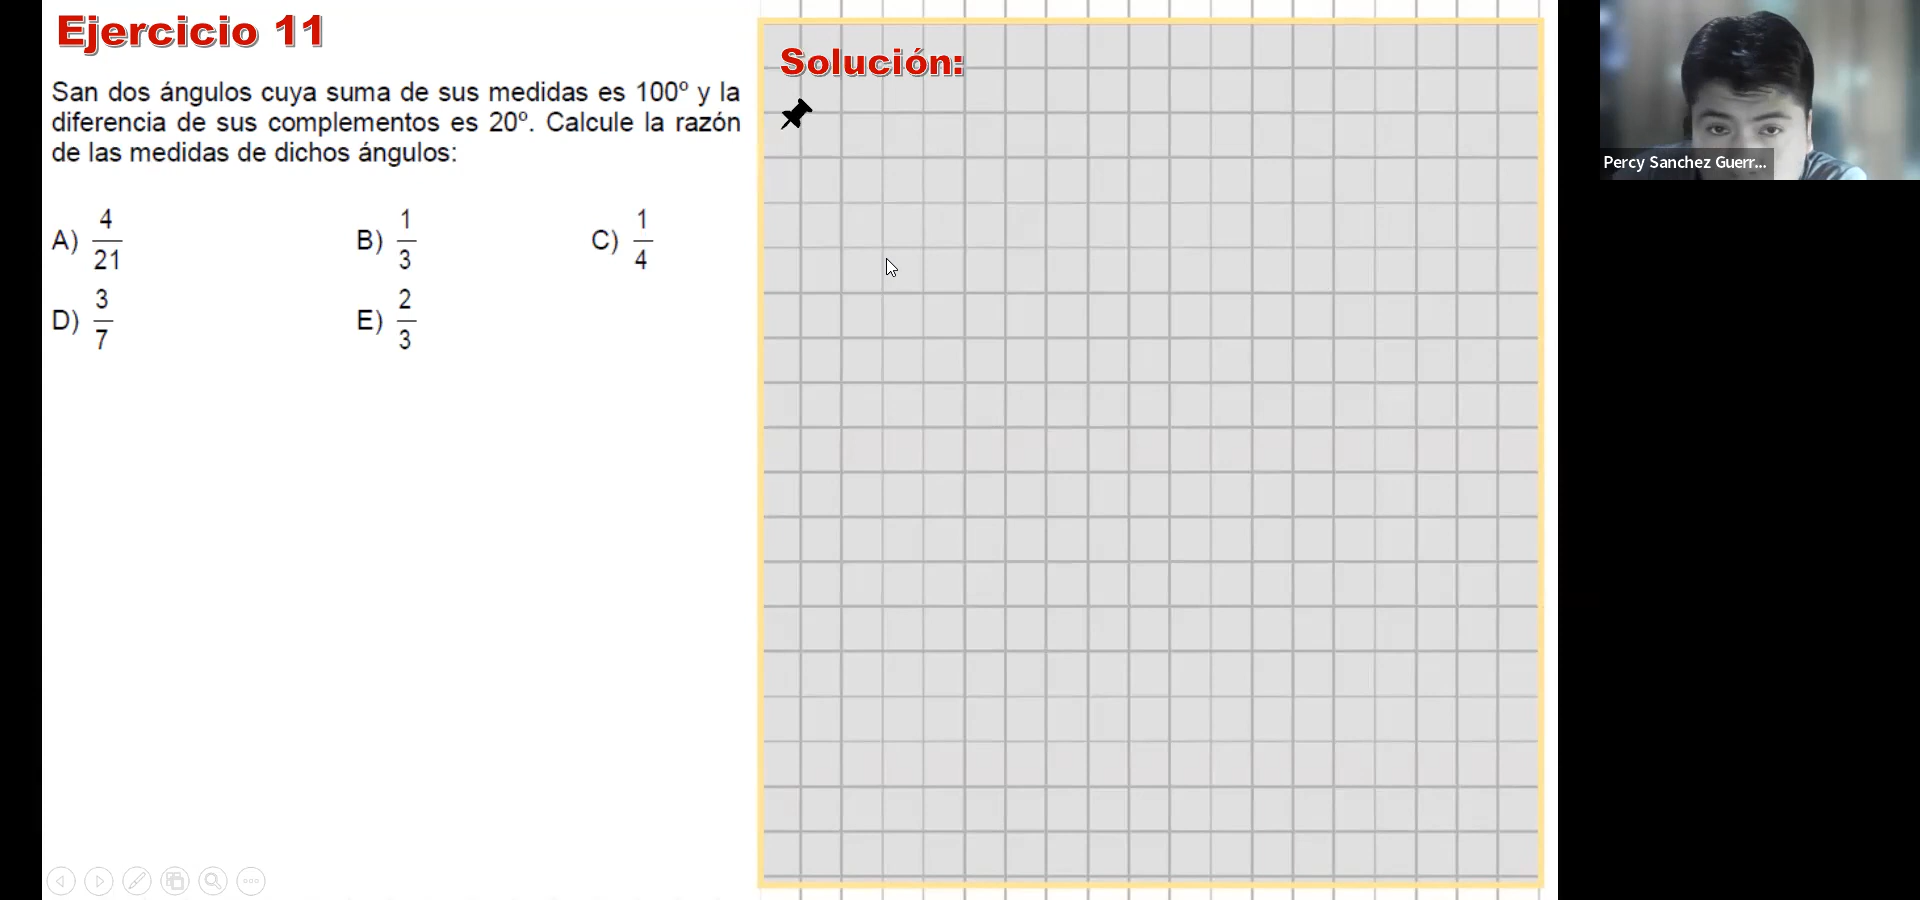 Ejercicio 11
San dos ángulos cuya suma de sus medidas es 100º y la
diferencia de sus complementos es 20º. Calcule la razón
de las medidas de dichos ángulos:
A) 4/21 B) 1/3 C) 1/4
D) 3/7 E) 2/3
Solución:
Percy Sanchez Guerr...